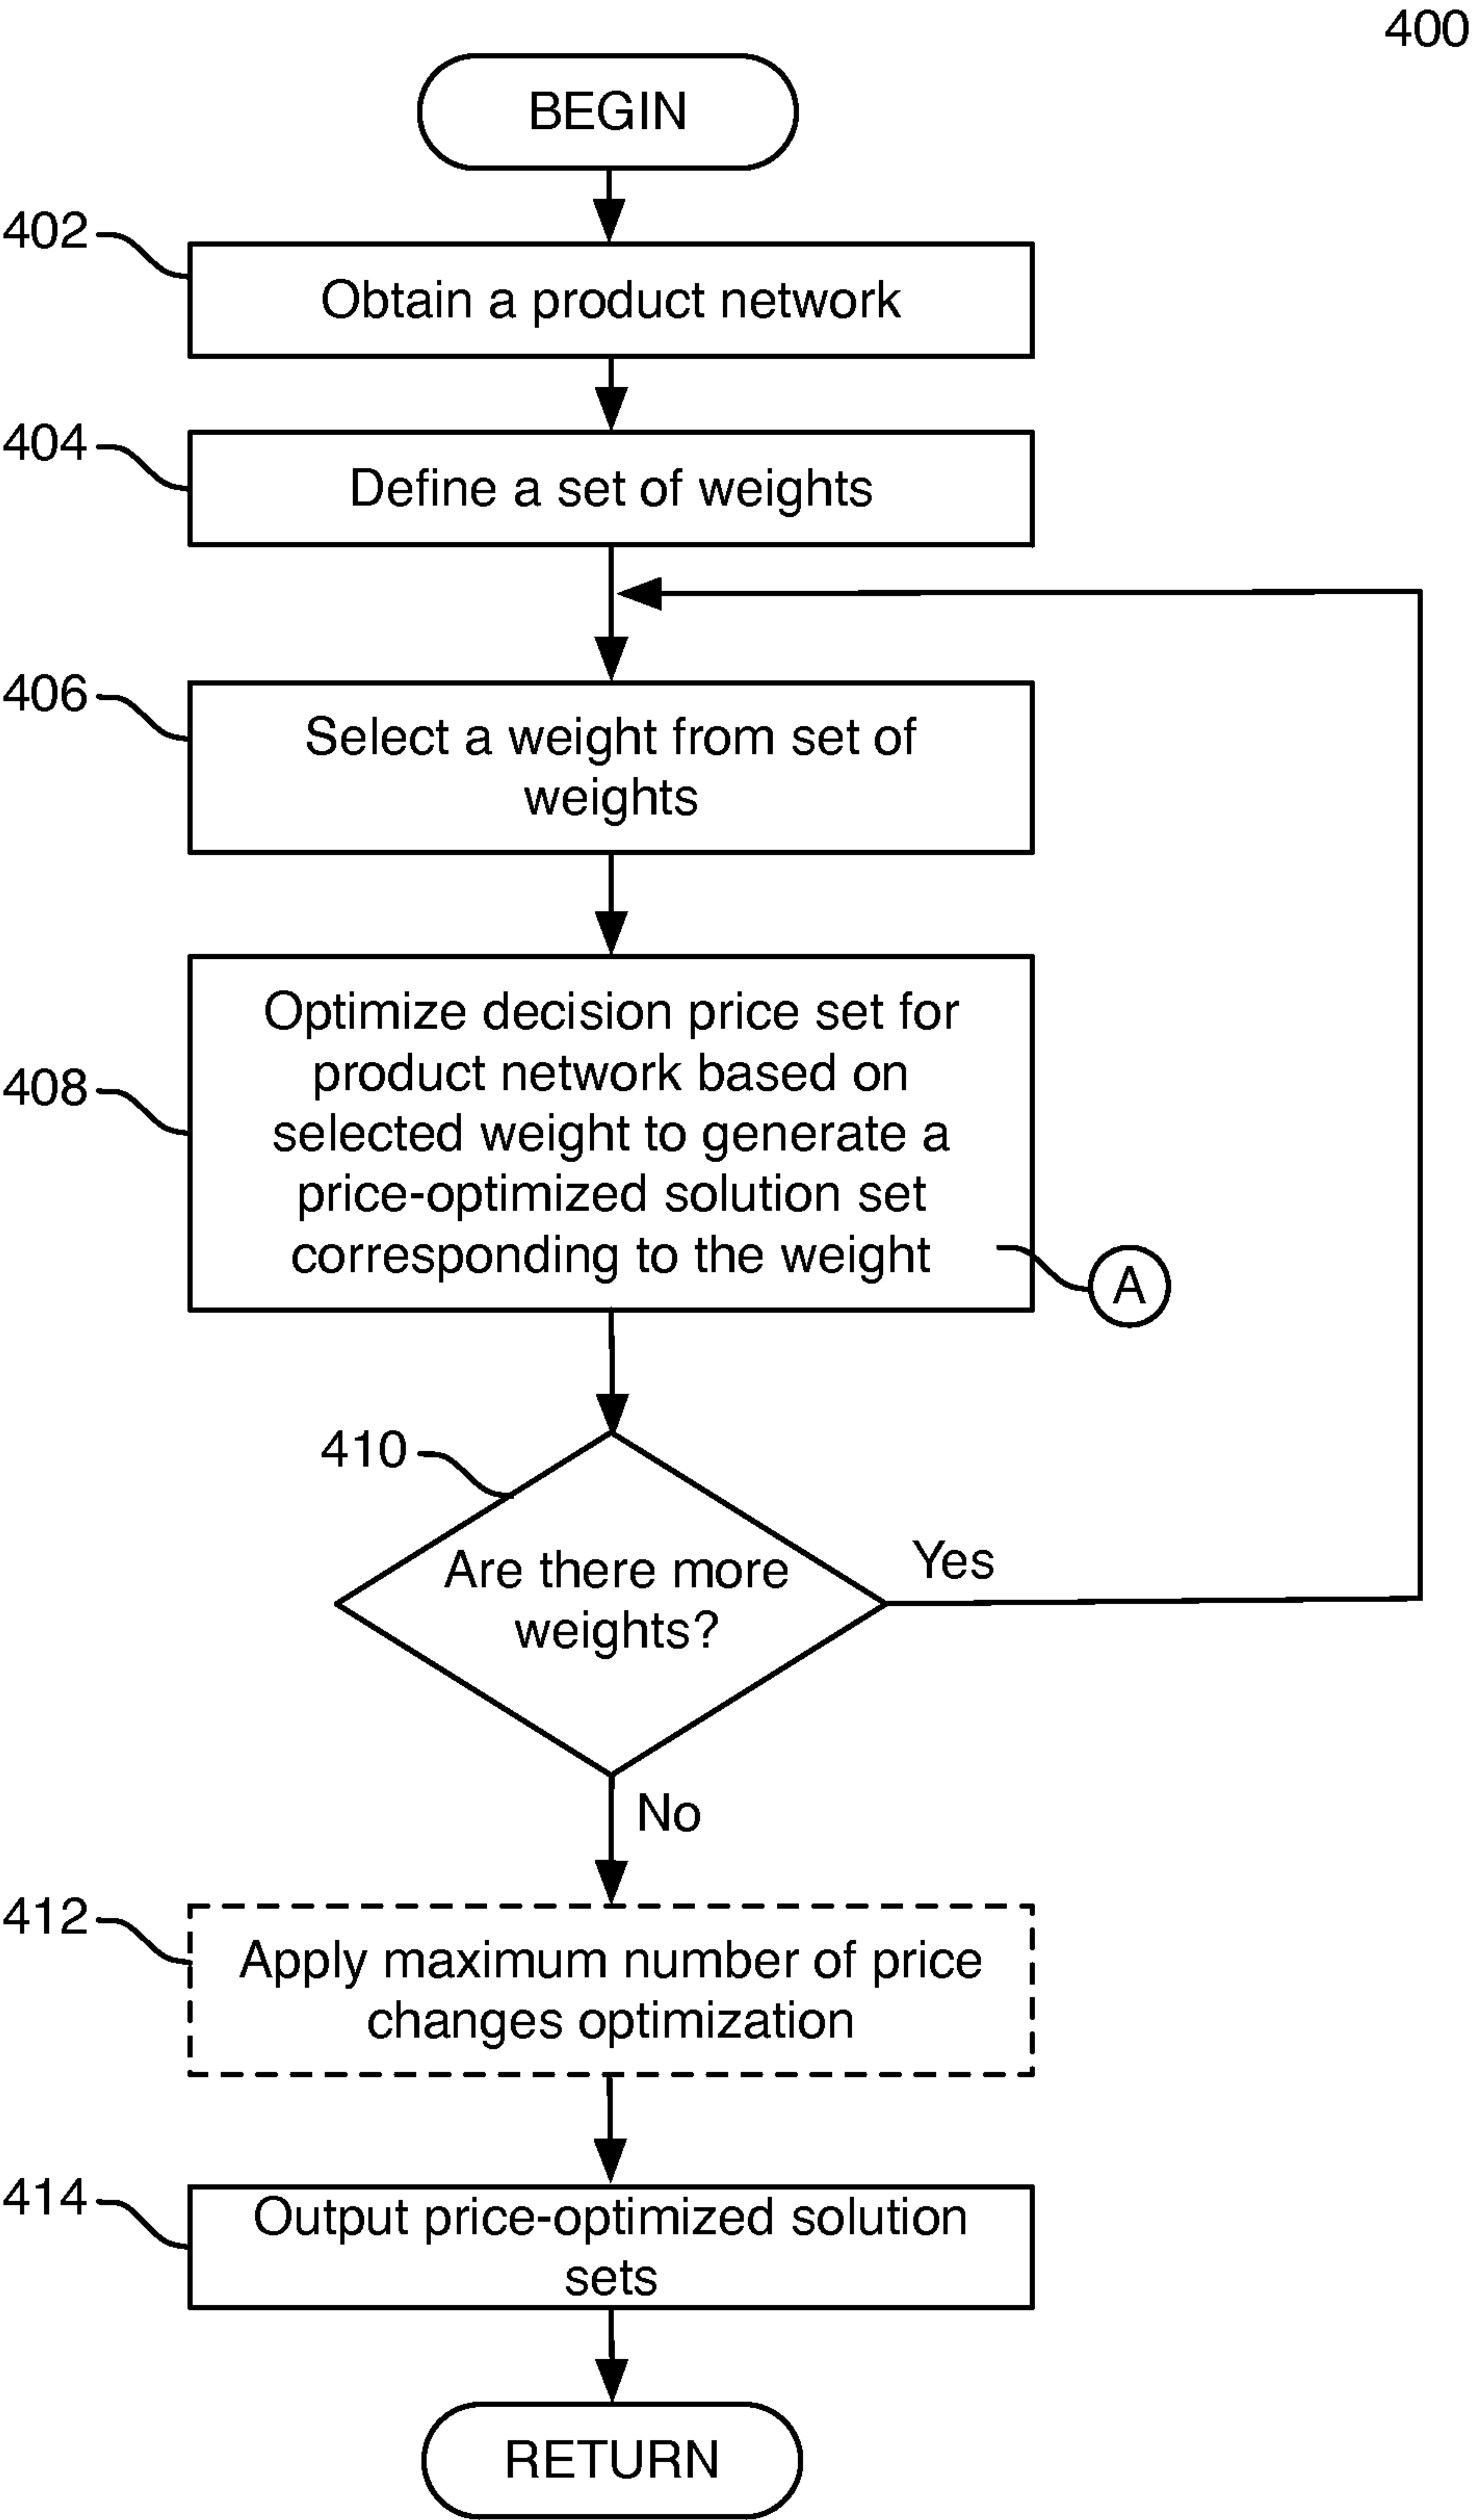 400
BEGIN
402
Obtain a product network
404
Define a set of weights
406
Select a weight from set of
weights
408
Optimize decision price set for
product network based on
selected weight to generate a
price-optimized solution set
corresponding to the weight
A
410
Are there more
weights?
Yes
No
412
Apply maximum number of price
changes optimization
414
Output price-optimized solution
sets
RETURN